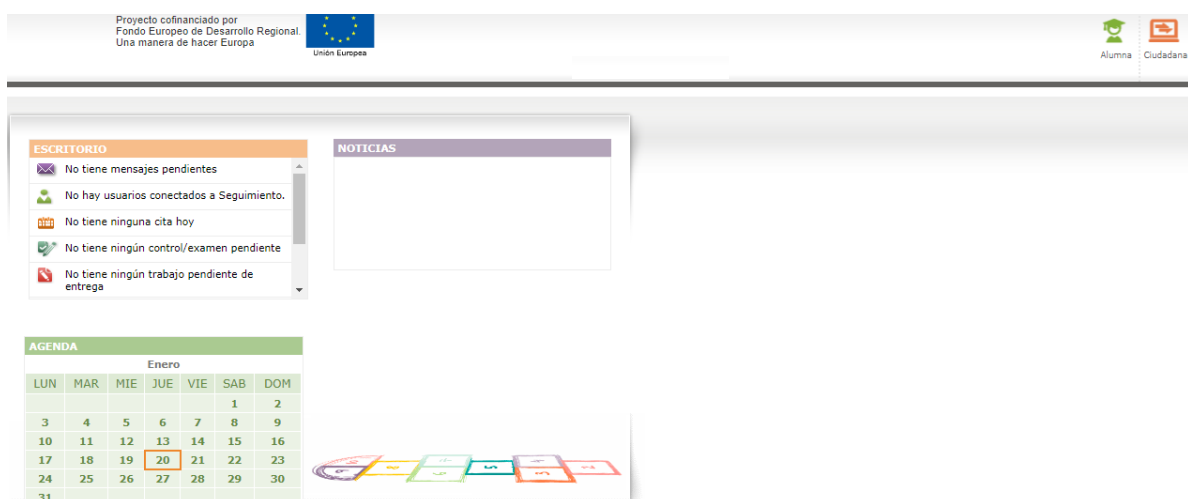 Proyecto cofinanciado por
Fondo Europeo de Desarrollo Regional.
Una manera de hacer Europa
Unión Europea
Alumna Ciudadana
ESCRITORIO
No tiene mensajes pendientes
No hay usuarios conectados a Seguimiento.
No tiene ninguna cita hoy
No tiene ningún control/examen pendiente
No tiene ningún trabajo pendiente de
entrega
NOTICIAS
AGENDA
Enero
LUN MAR MIE JUE VIE SAB DOM
1 2
3 4 5 6 7 8 9
10 11 12 13 14 15 16
17 18 19 20 21 22 23
24 25 26 27 28 29 30
31